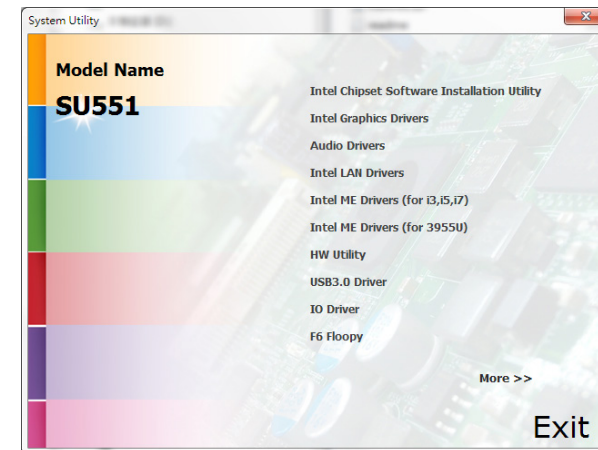 System Utility
Model Name
SU551
Intel Chipset Software Installation Utility
Intel Graphics Drivers
Audio Drivers
Intel LAN Drivers
Intel ME Drivers (for i3,i5,i7)
Intel ME Drivers (for 3955U)
HW Utility
USB3.0 Driver
IO Driver
F6 Floopy
More >>
Exit